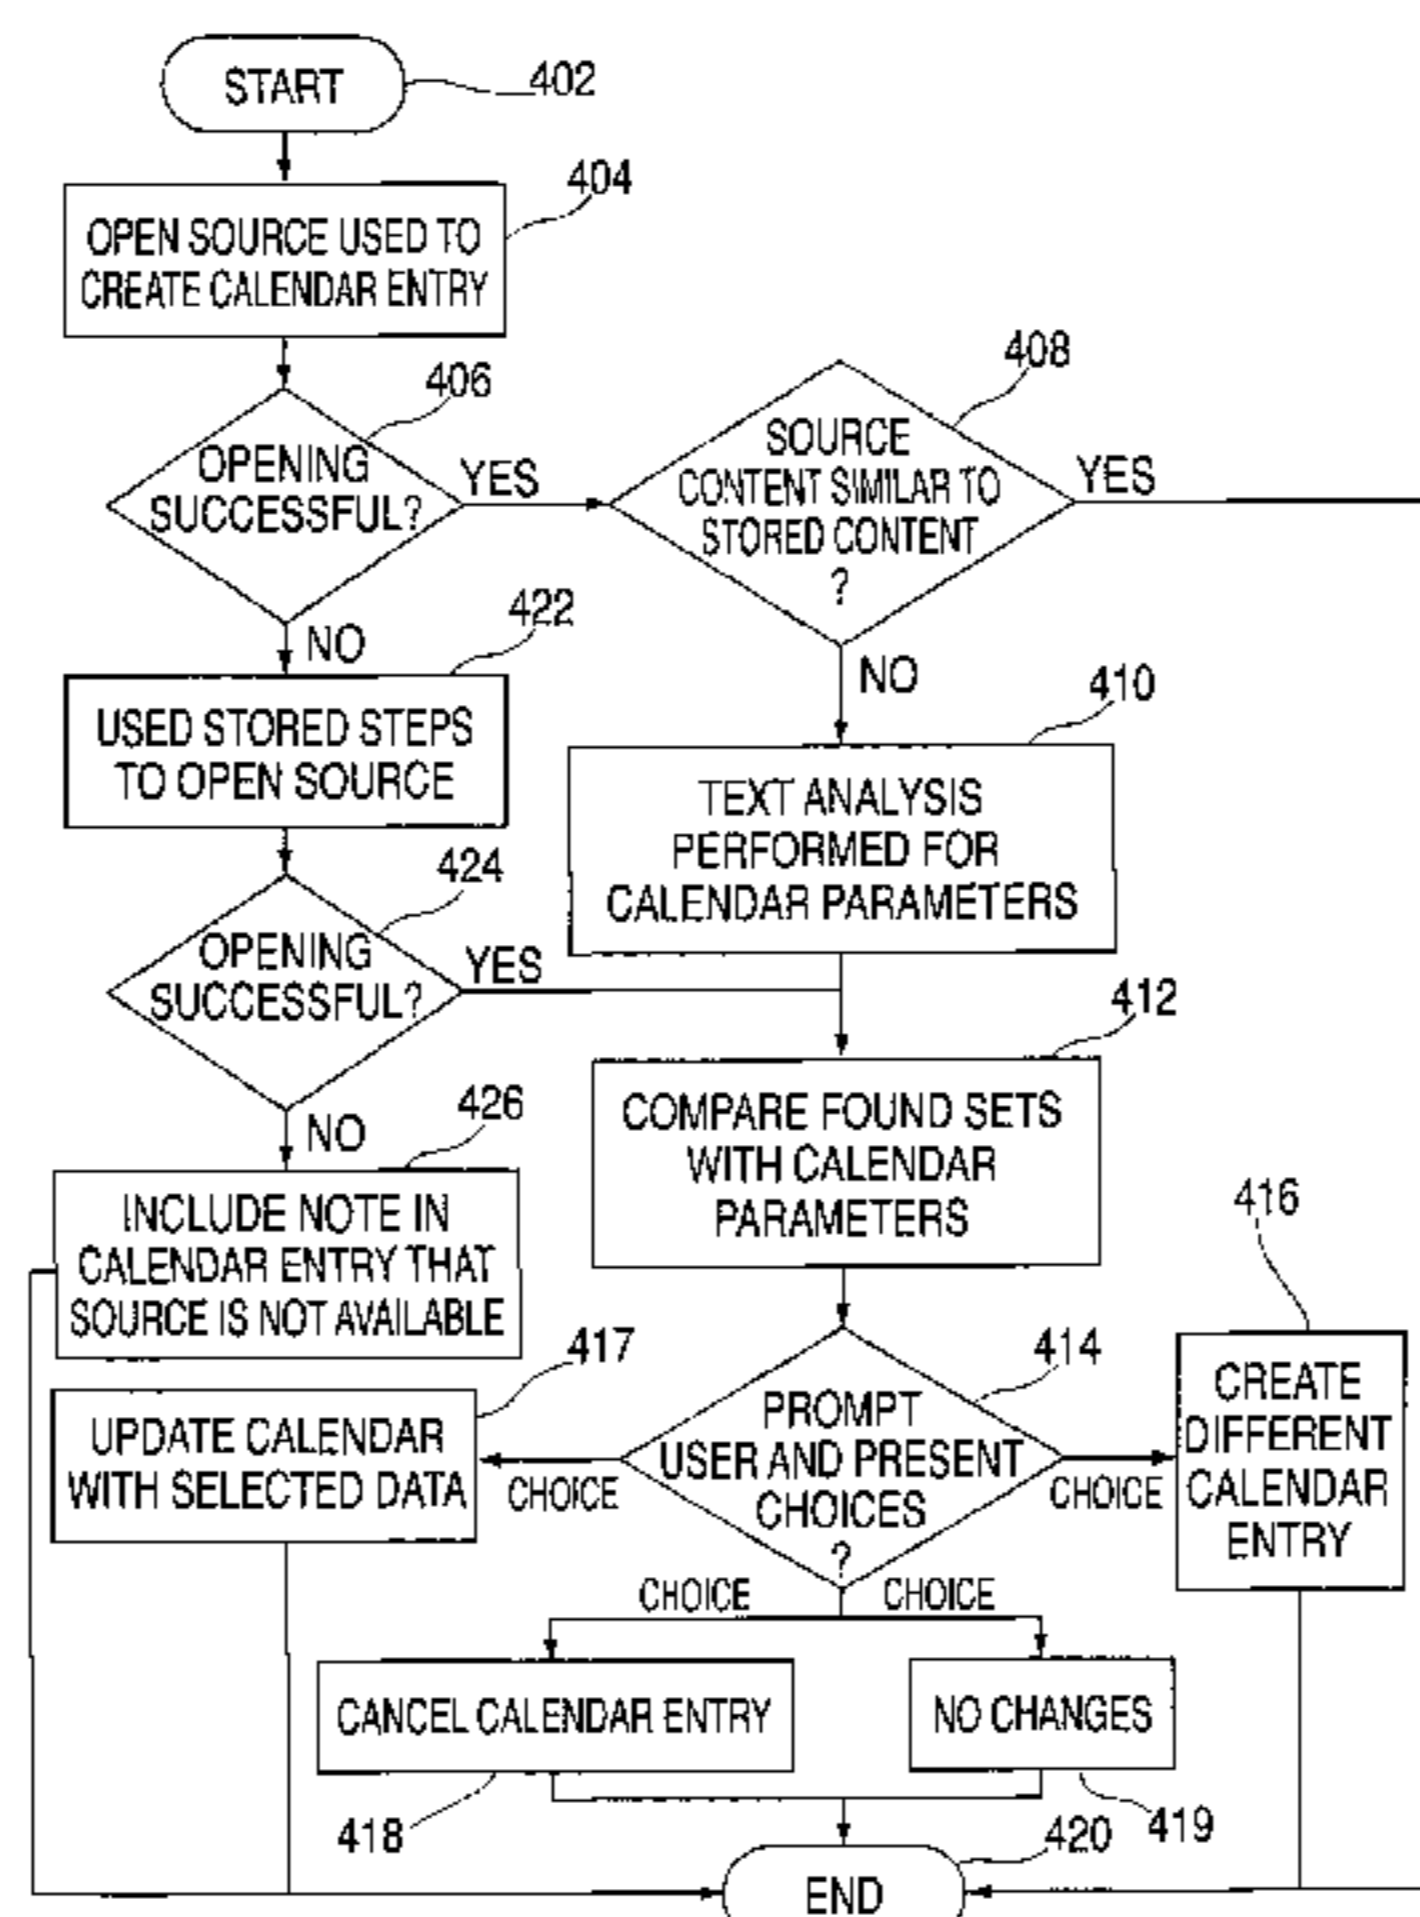 START
402
404
OPEN SOURCE USED TO
CREATE CALENDAR ENTRY
406
OPENING
SUCCESSFUL?
YES
408
SOURCE
CONTENT SIMILAR TO
STORED CONTENT
?
YES
NO
422
USED STORED STEPS
TO OPEN SOURCE
NO
410
TEXT ANALYSIS
PERFORMED FOR
CALENDAR PARAMETERS
424
OPENING
SUCCESSFUL?
YES
412
COMPARE FOUND SETS
WITH CALENDAR
PARAMETERS
NO
426
INCLUDE NOTE IN
CALENDAR ENTRY THAT
SOURCE IS NOT AVAILABLE
417
UPDATE CALENDAR
WITH SELECTED DATA
CHOICE
414
PROMPT
USER AND PRESENT
CHOICES
?
CHOICE
416
CREATE
DIFFERENT
CALENDAR
ENTRY
CHOICE
CHOICE
CANCEL CALENDAR ENTRY
NO CHANGES
418
419
420
END